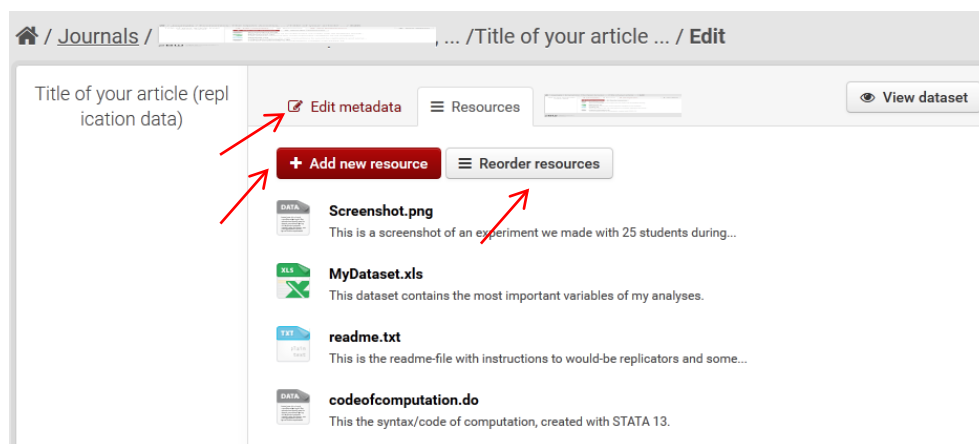 / Journals / , ... /Title of your article ... / Edit
Title of your article (repl
ication data)
Edit metadata
Resources
View dataset
+ Add new resource
Reorder resources
DATA
Screenshot.png
This is a screenshot of an experiment we made with 25 students during...
XLS
MyDataset.xls
This dataset contains the most important variables of my analyses.
TXT
readme.txt
This is the readme-file with instructions to would-be replicators and some...
DATA
codeofcomputation.do
This the syntax/code of computation, created with STATA 13.